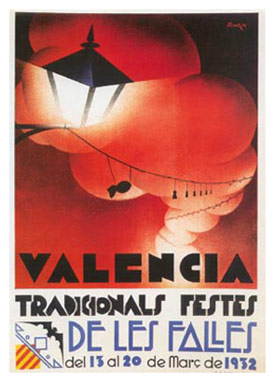 VALENCIA
TRADICIONALS FESTES
DE LES FALLES
del 13 al 20 de Març de 1932